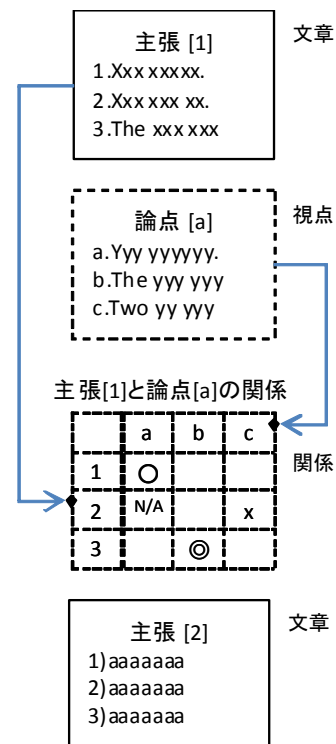 主張 [1]
文章
1.Xxx xxxxx.
2.Xxx xxx xx.
3.The xxx xxx
論点 [a]
視点
a.Yyy yyyyyy.
b.The yyy yyy
c.Two yy yyy
主張[1]と論点[a]の関係
a b c
関係
1 ○
2 N/A x
3 ◎
主張 [2]
文章
1)aaaaaaa
2)aaaaaaa
3)aaaaaaa